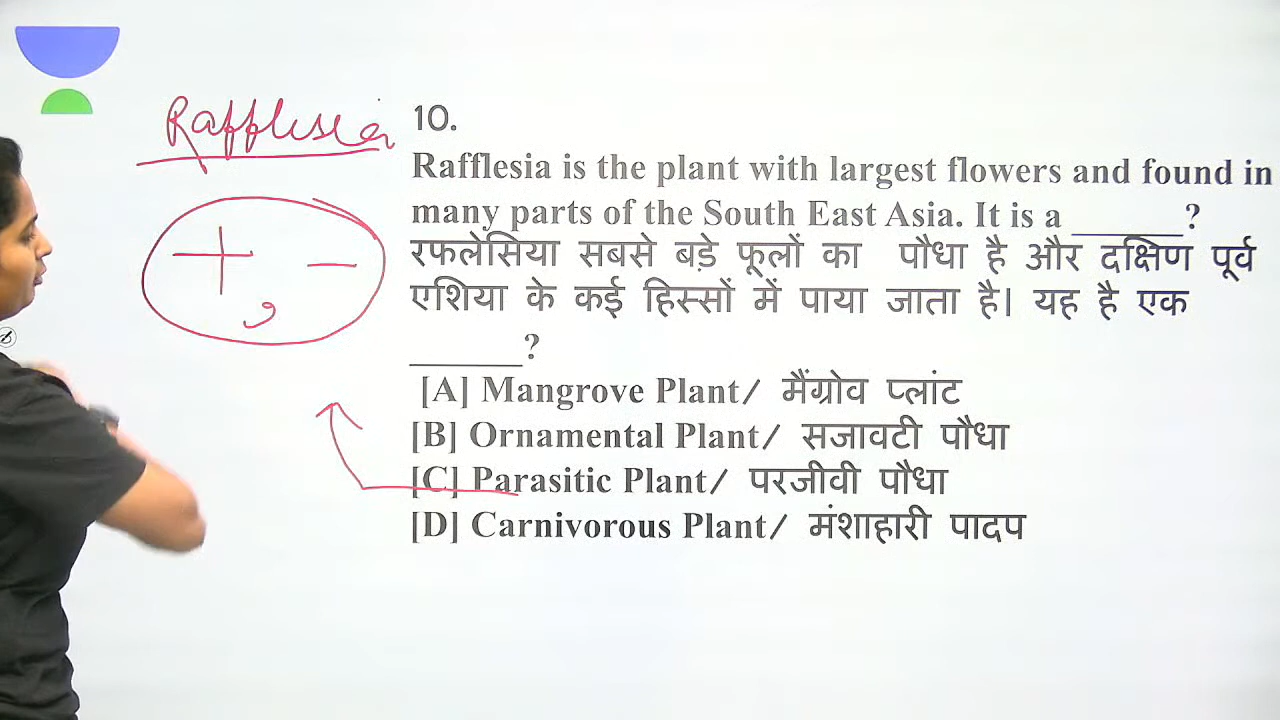 Rafflesia
10.
Rafflesia is the plant with largest flowers and found in
many parts of the South East Asia. It is a ______?
रफलेसिया सबसे बड़े फूलों का पौधा है और दक्षिण पूर्व
एशिया के कई हिस्सों में पाया जाता है। यह है एक
______?
[A] Mangrove Plant/ मैंग्रोव प्लांट
[B] Ornamental Plant/ सजावटी पौधा
[C] Parasitic Plant/ परजीवी पौधा
[D] Carnivorous Plant/ मंशाहारी पादप
+ –
,